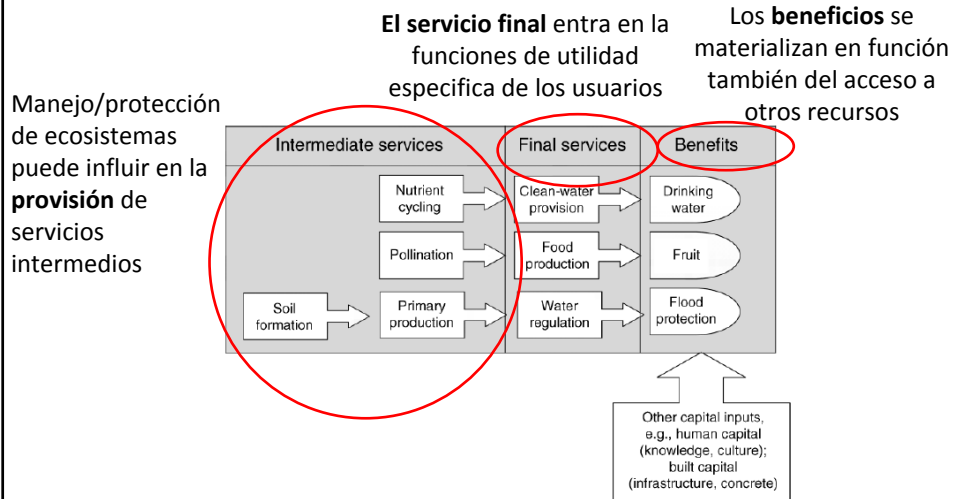 El servicio final entra en la
funciones de utilidad
especifica de los usuarios
Los beneficios se
materializan en función
también del acceso a
otros recursos
Manejo/protección
de ecosistemas
puede influir en la
provisión de
servicios
intermedios
Intermediate services
Final services
Benefits
Nutrient
cycling
Clean-water
provision
Drinking
water
Pollination
Food
production
Fruit
Soil
formation
Primary
production
Water
regulation
Flood
protection
Other capital inputs,
e.g., human capital
(knowledge, culture);
built capital
(infrastructure, concrete)